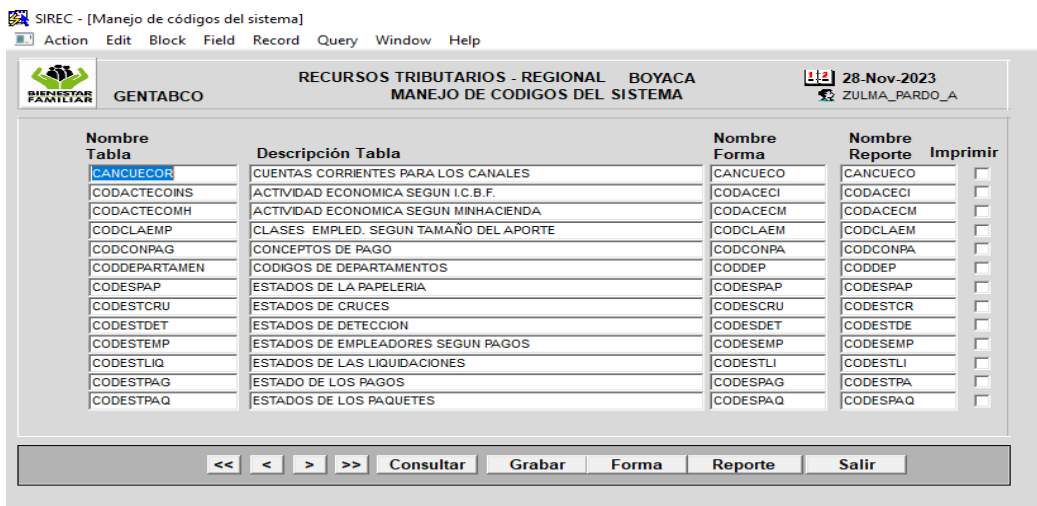 SIREC - [Manejo de códigos del sistema]
Action Edit Block Field Record Query Window Help
BIENESTAR
FAMILIAR
GENTABCO
RECURSOS TRIBUTARIOS - REGIONAL BOYACA
MANEJO DE CODIGOS DEL SISTEMA
28-Nov-2023
ZULMA_PARDO_A
Nombre Tabla Descripción Tabla Nombre Forma Nombre Reporte Imprimir
CANCUECOR CUENTAS CORRIENTES PARA LOS CANALES CANCUECO CANCUECO
CODACTECOINS ACTIVIDAD ECONOMICA SEGUN I.C.B.F. CODACECI CODACECI
CODACTECOMH ACTIVIDAD ECONOMICA SEGUN MINHACIENDA CODACECM CODACECM
CODCLAEMP CLASES EMPLED. SEGUN TAMAÑO DEL APORTE CODCLAEM CODCLAEM
CODCONPAG CONCEPTOS DE PAGO CODCONPA CODCONPA
CODDEPARTAMEN CODIGOS DE DEPARTAMENTOS CODDEP CODDEP
CODESPAP ESTADOS DE LA PAPELERIA CODESPAP CODESPAP
CODESTCRU ESTADOS DE CRUCES CODESCRU CODESTCR
CODESTDET ESTADOS DE DETECCION CODESDET CODESTDE
CODESTEMP ESTADOS DE EMPLEADORES SEGUN PAGOS CODESEMP CODESEMP
CODESTLIQ ESTADOS DE LAS LIQUIDACIONES CODESTLI CODESTLI
CODESTPAG ESTADO DE LOS PAGOS CODESPAG CODESTPA
CODESTPAQ ESTADOS DE LOS PAQUETES CODESPAQ CODESPAQ
<< < > >> Consultar Grabar Forma Reporte Salir